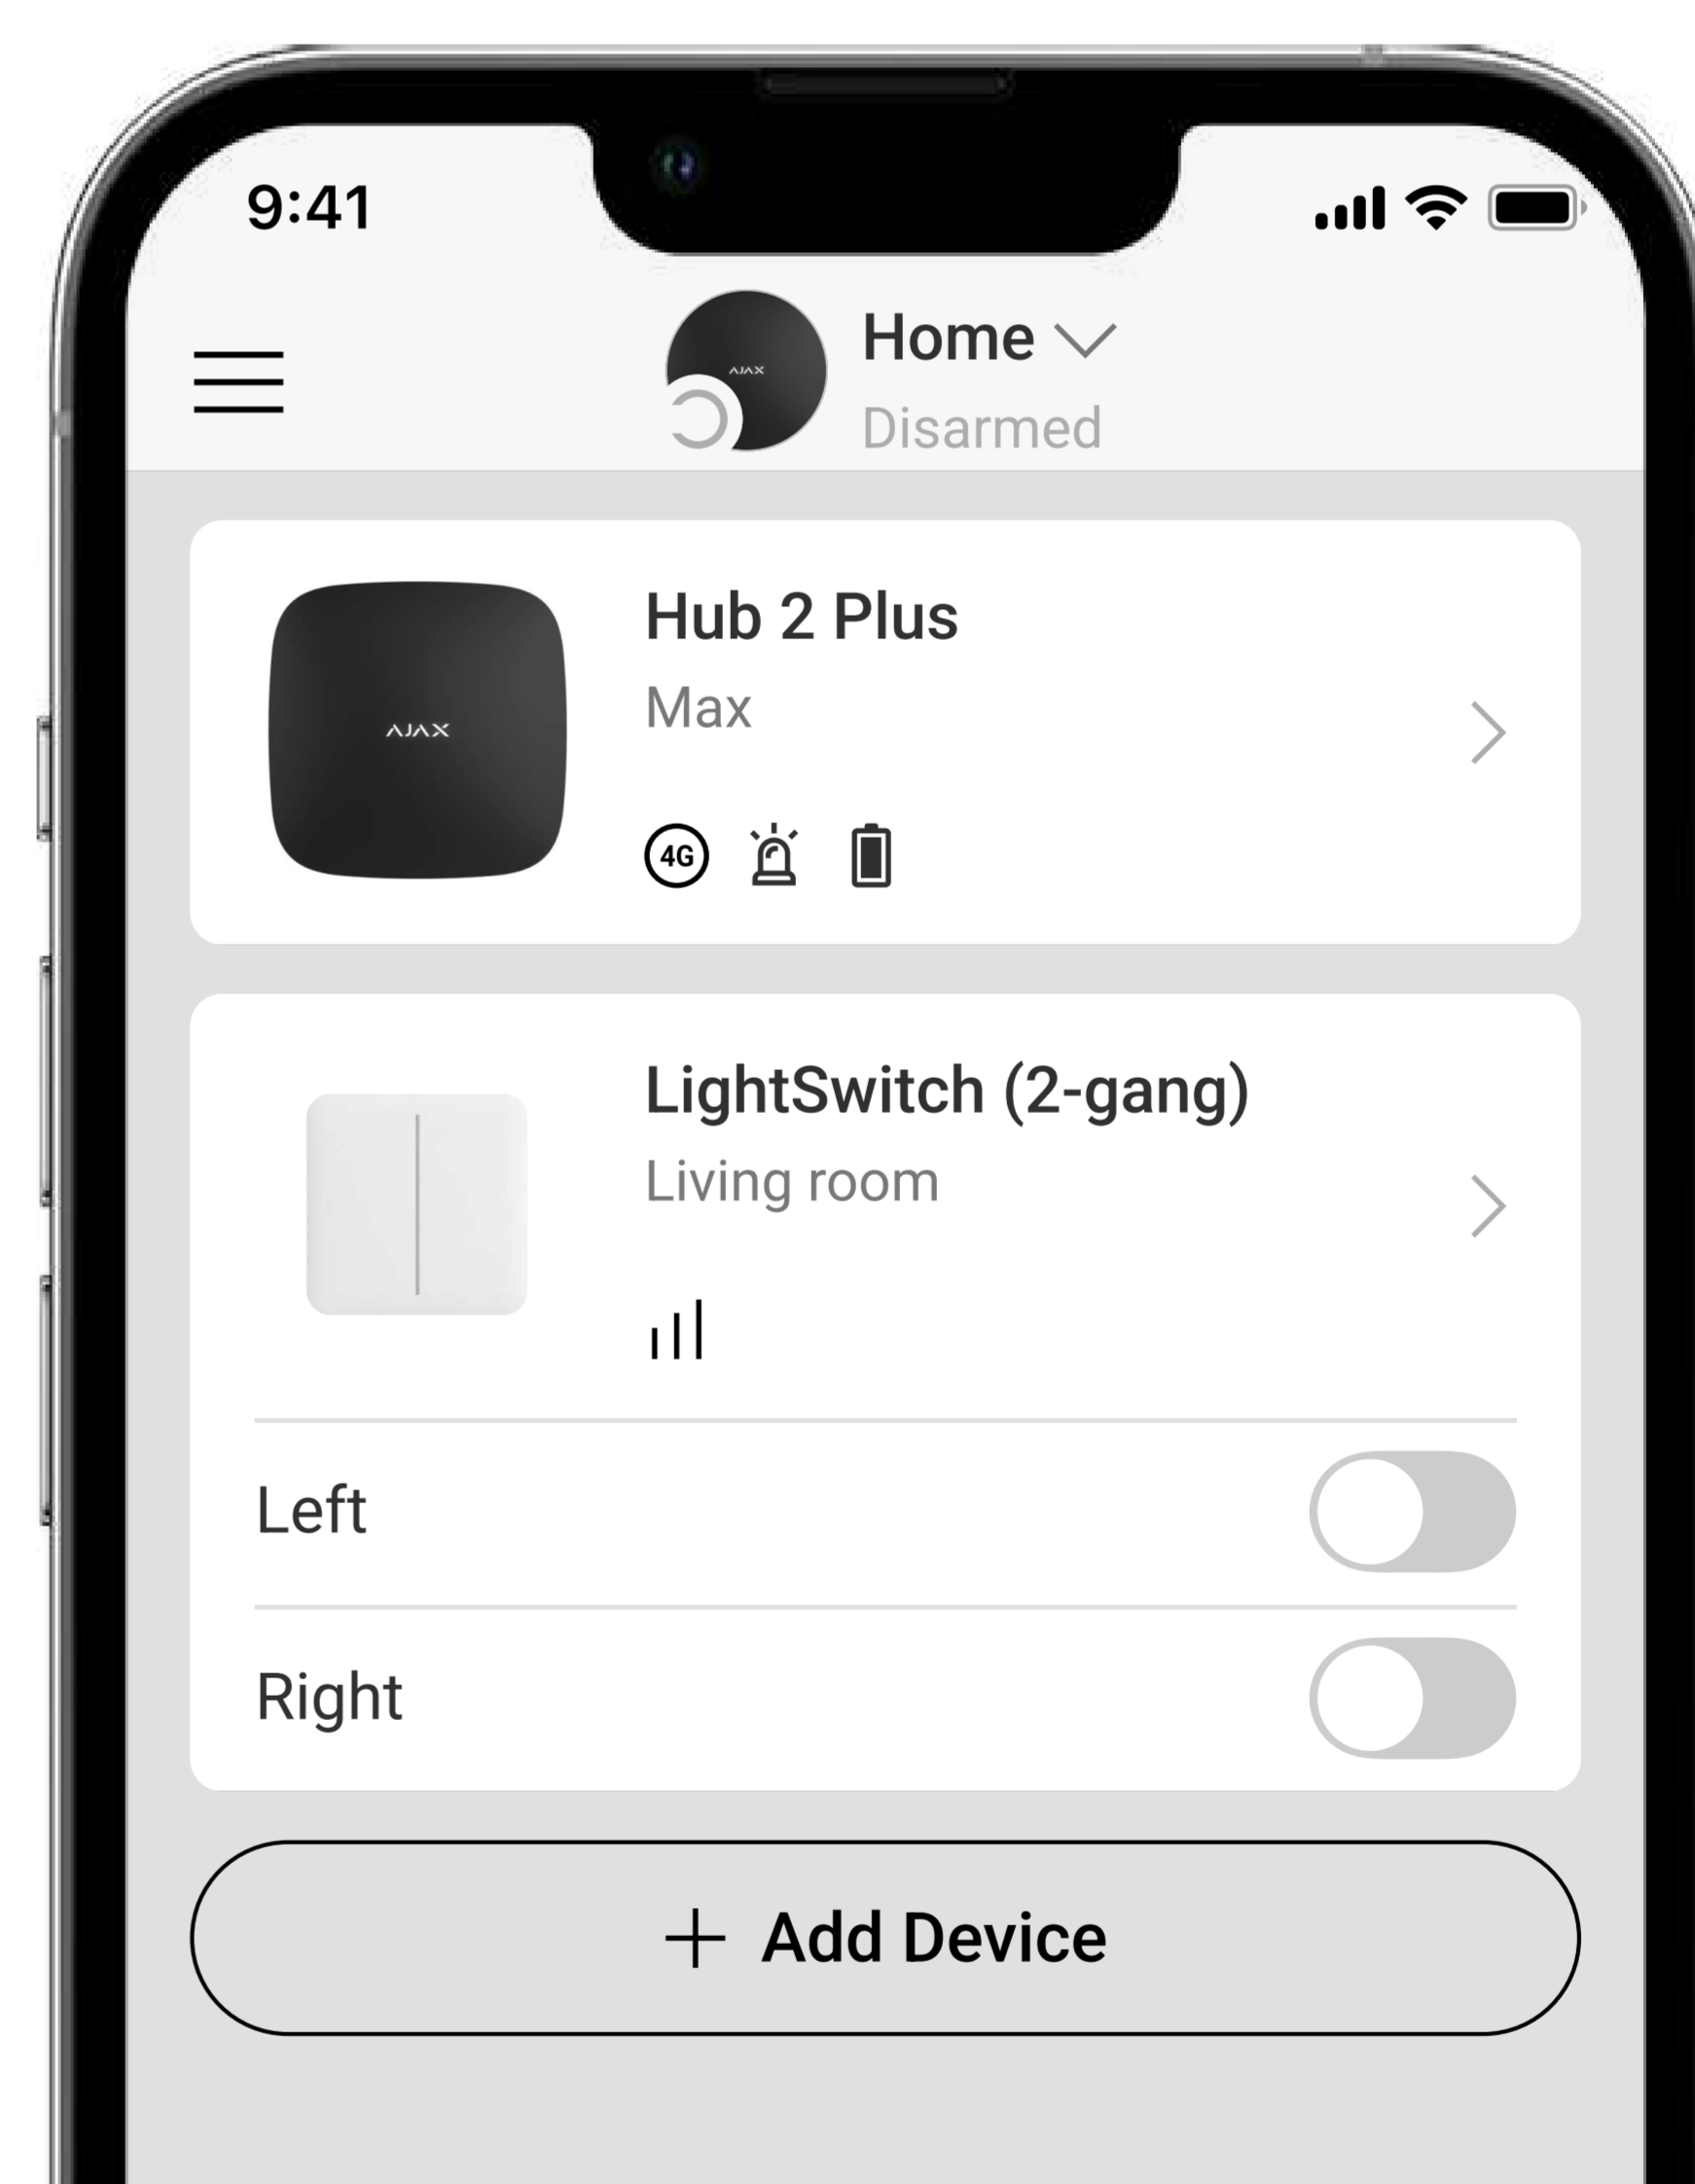 9:41
AJAX
Home
Disarmed
Hub 2 Plus
Max
AJAX
4G
LightSwitch (2-gang)
Living room
Left
Right
Add Device